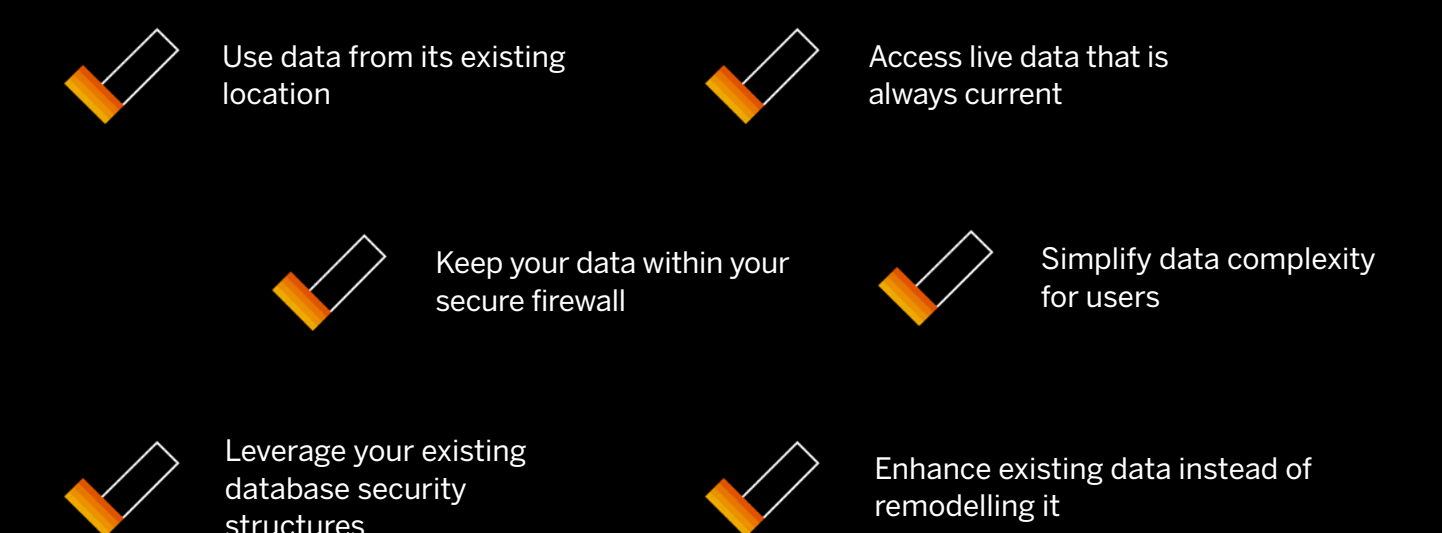 Use data from its existing
location
Access live data that is
always current
Keep your data within your
secure firewall
Simplify data complexity
for users
Leverage your existing
database security
structures
Enhance existing data instead of
remodelling it